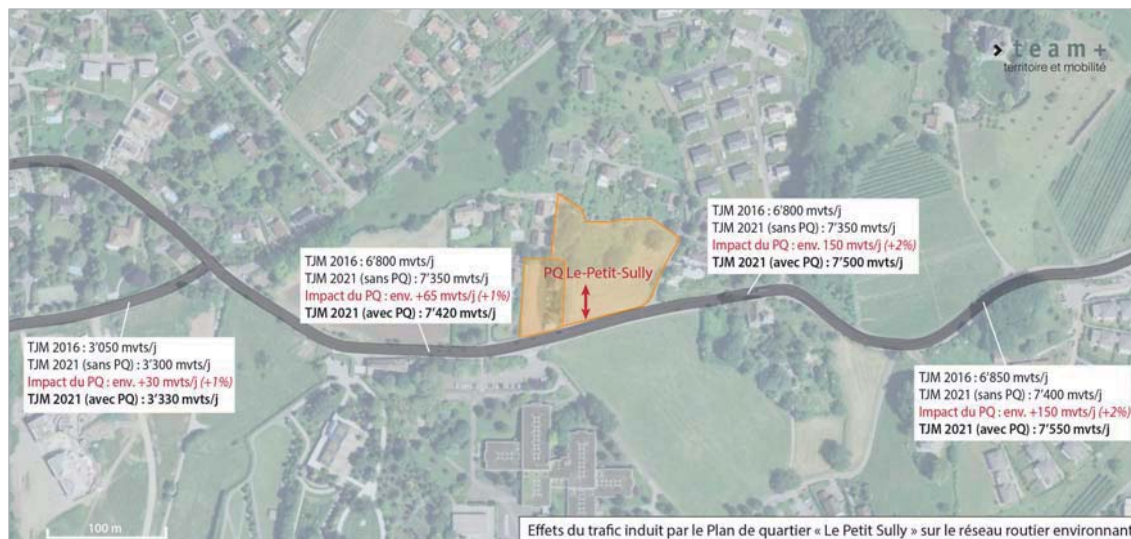 team+
territoire et mobilité
TJM 2016 : 6'800 mvts/j
TJM 2021 (sans PQ) : 7'350 mvts/j
Impact du PQ : env. 150 mvts/j (+2%)
TJM 2021 (avec PQ) : 7'500 mvts/j
PQ Le-Petit-Sully
TJM 2016 : 6'800 mvts/j
TJM 2021 (sans PQ) : 7'350 mvts/j
Impact du PQ : env. +65 mvts/j (+1%)
TJM 2021 (avec PQ) : 7'420 mvts/j
TJM 2016 : 3'050 mvts/j
TJM 2021 (sans PQ) : 3'300 mvts/j
Impact du PQ : env. +30 mvts/j (+1%)
TJM 2021 (avec PQ) : 3'330 mvts/j
TJM 2016 : 6'850 mvts/j
TJM 2021 (sans PQ) : 7'400 mvts/j
Impact du PQ : env. +150 mvts/j (+2%)
TJM 2021 (avec PQ) : 7'550 mvts/j
100 m
Effets du trafic induit par le Plan de quartier « Le Petit Sully » sur le réseau routier environnant